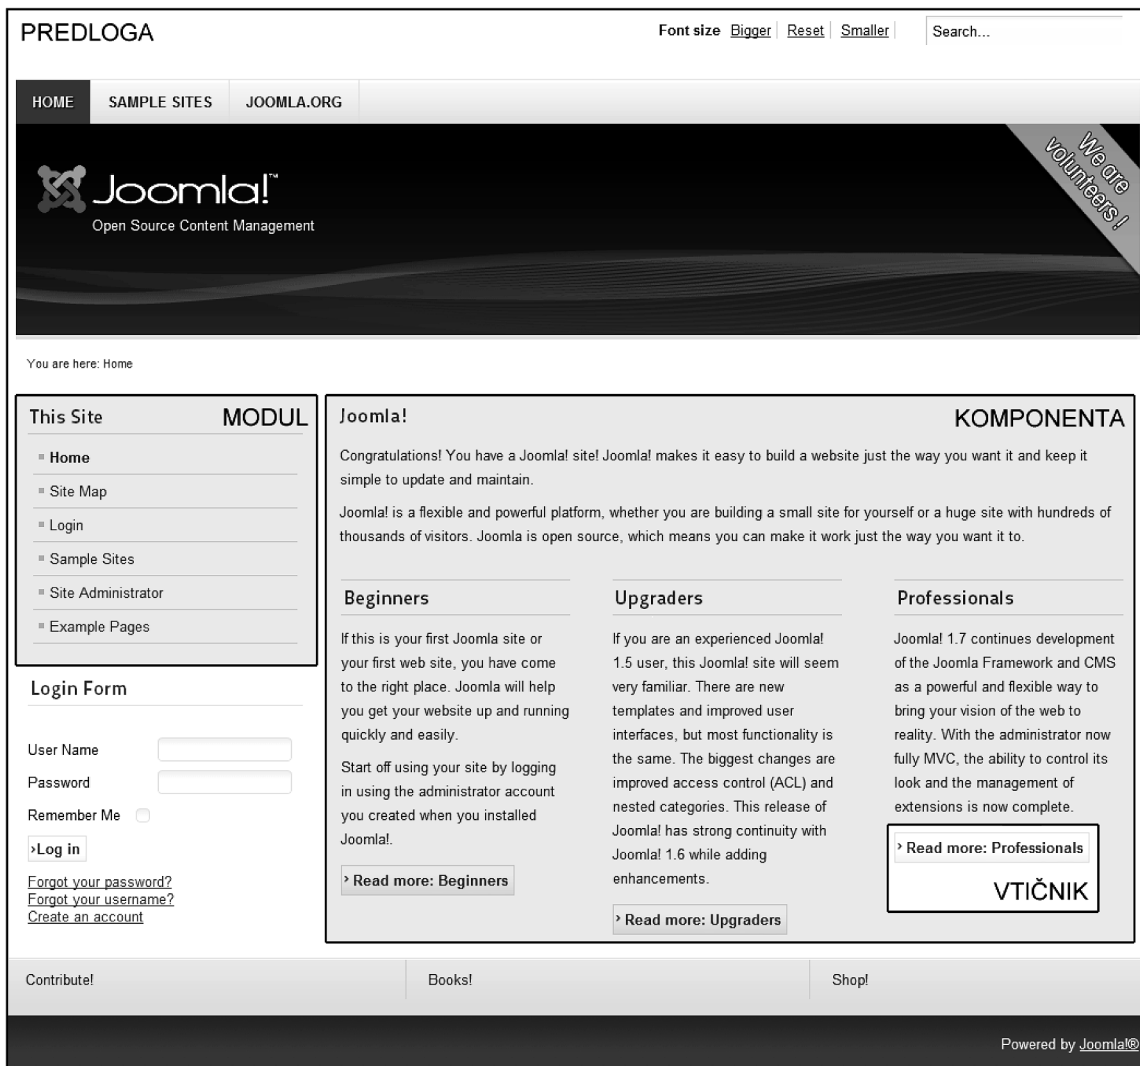 PREDLOGA
Font size Bigger Reset Smaller
Search...
HOME SAMPLE SITES JOOMLA.ORG
Joomla!™
Open Source Content Management
We are
volunteers !
You are here: Home
This Site
MODUL
Home
Site Map
Login
Sample Sites
Site Administrator
Example Pages
Login Form
User Name
Password
Remember Me
›Log in
Forgot your password?
Forgot your username?
Create an account
Joomla!
KOMPONENTA
Congratulations! You have a Joomla! site! Joomla! makes it easy to build a website just the way you want it and keep it
simple to update and maintain.
Joomla! is a flexible and powerful platform, whether you are building a small site for yourself or a huge site with hundreds of
thousands of visitors. Joomla is open source, which means you can make it work just the way you want it to.
Beginners
If this is your first Joomla site or
your first web site, you have come
to the right place. Joomla will help
you get your website up and running
quickly and easily.
Start off using your site by logging
in using the administrator account
you created when you installed
Joomla!.
› Read more: Beginners
Upgraders
If you are an experienced Joomla!
1.5 user, this Joomla! site will seem
very familiar. There are new
templates and improved user
interfaces, but most functionality is
the same. The biggest changes are
improved access control (ACL) and
nested categories. This release of
Joomla! has strong continuity with
Joomla! 1.6 while adding
enhancements.
› Read more: Upgraders
Professionals
Joomla! 1.7 continues development
of the Joomla Framework and CMS
as a powerful and flexible way to
bring your vision of the web to
reality. With the administrator now
fully MVC, the ability to control its
look and the management of
extensions is now complete.
› Read more: Professionals
VTIČNIK
Contribute!
Books!
Shop!
Powered by Joomla!®